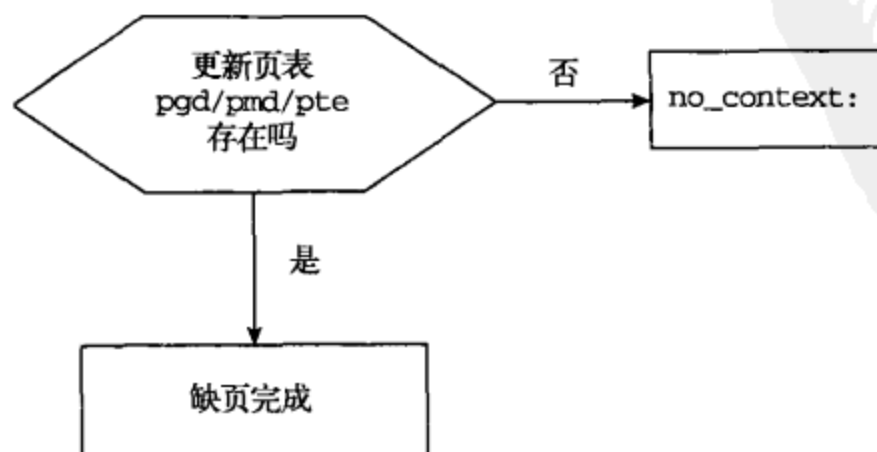 更新页表
pgd/pmd/pte
存在吗
否
no_context:
是
缺页完成